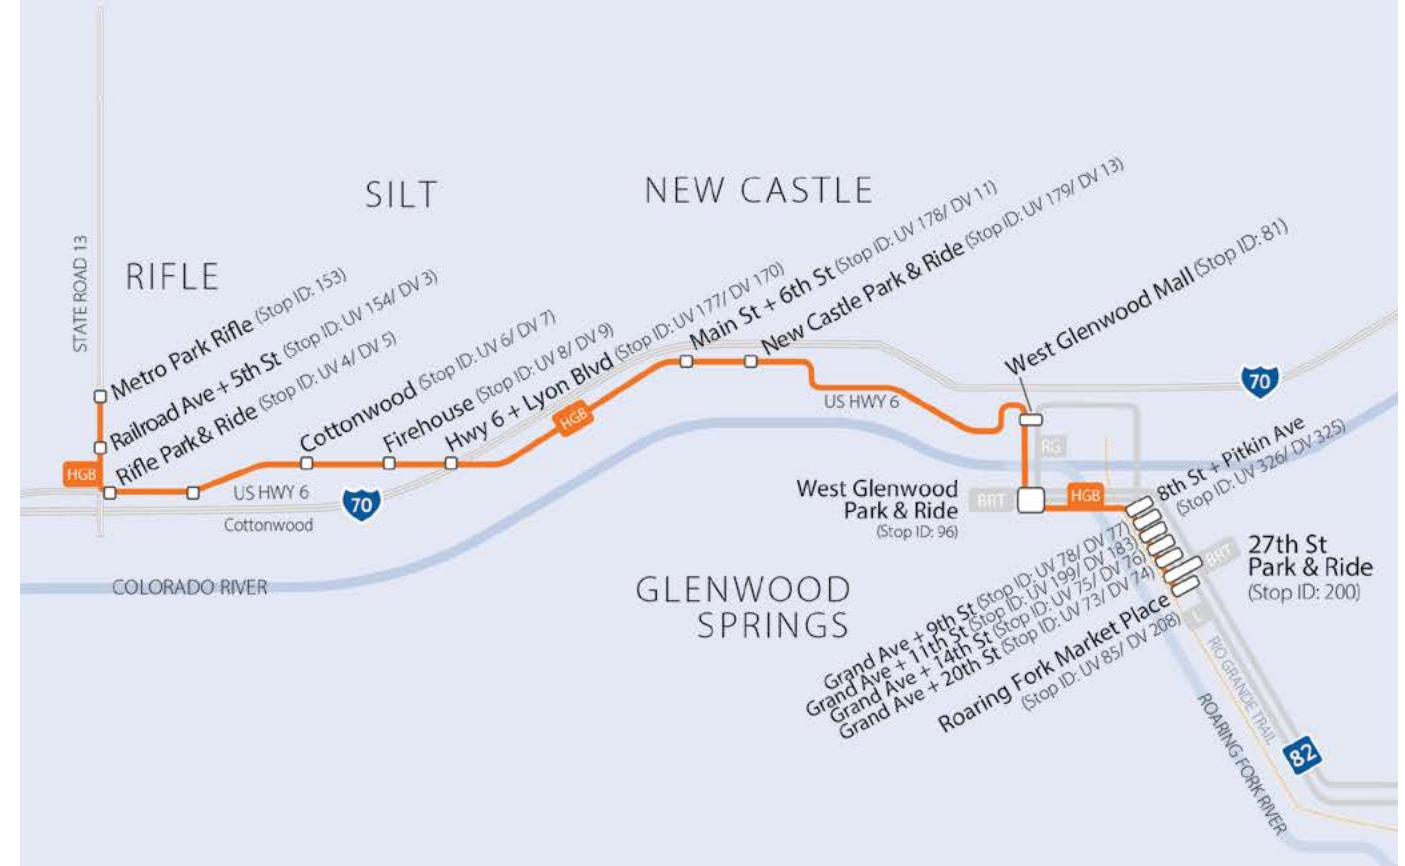 SILT
NEW CASTLE
RIFLE
STATE ROAD 13
Metro Park Rifle (Stop ID: 153)
Railroad Ave + 5th St (Stop ID: UV 154/ DV 3)
Rifle Park & Ride (Stop ID: UV 4/ DV 5)
Cottonwood (Stop ID: UV 6/ DV 7)
Firehouse (Stop ID: UV 8/ DV 9)
Hwy 6 + Lyon Blvd (Stop ID: UV 177/ DV 170)
Main St + 6th St (Stop ID: UV 178/ DV 11)
New Castle Park & Ride (Stop ID: UV 179/ DV 13)
West Glenwood Mall (Stop ID: 81)
70
US HWY 6
HGB
RG
HGB
US HWY 6
70
Cottonwood
West Glenwood
Park & Ride
(Stop ID: 96)
BRT
HGB
8th St + Pitkin Ave
(Stop ID: UV 326/ DV 325)
BRT
27th St
Park & Ride
(Stop ID: 200)
COLORADO RIVER
GLENWOOD
SPRINGS
Grand Ave + 9th St (Stop ID: UV 78/ DV 77)
Grand Ave + 11th St (Stop ID: UV 199/ DV 183)
Grand Ave + 14th St (Stop ID: UV 75/ DV 76)
Grand Ave + 20th St (Stop ID: UV 73/ DV 74)
Roaring Fork Market Place
(Stop ID: UV 85/ DV 208)
L
RIO GRANDE TRAIL
ROARING FORK RIVER
82